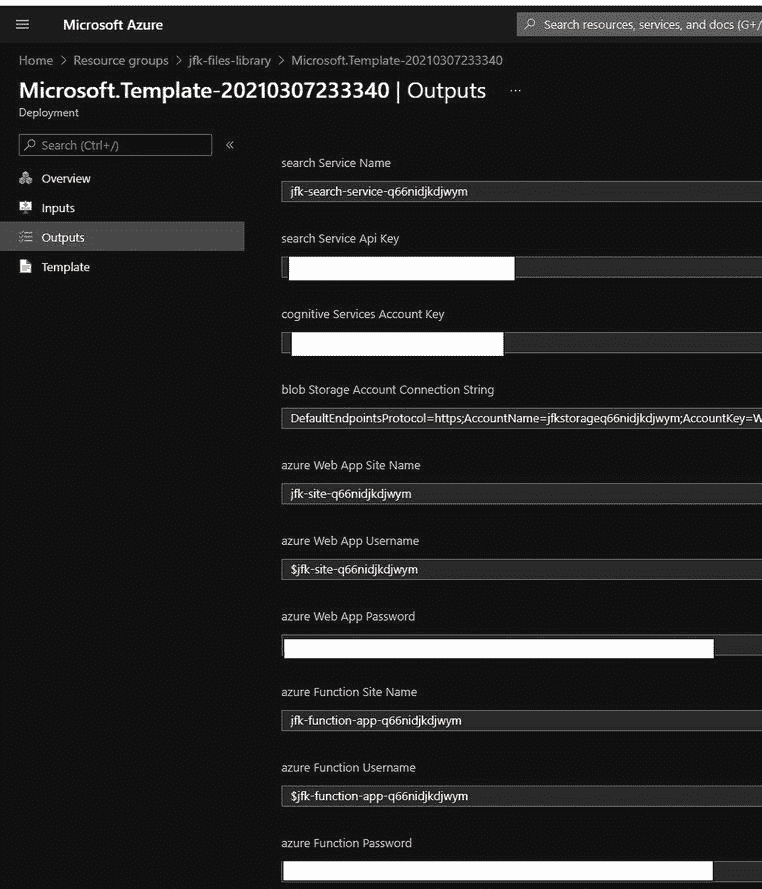 Microsoft Azure
Search resources, services, and docs (G+/
Home > Resource groups > jfk-files-library > Microsoft.Template-20210307233340
Microsoft.Template-20210307233340 | Outputs ...
Deployment
Search (Ctrl+/) «
Overview
Inputs
Outputs
Template
search Service Name
jfk-search-service-q66nidjkdjwym
search Service Api Key
cognitive Services Account Key
blob Storage Account Connection String
DefaultEndpointsProtocol=https;AccountName=jfkstorageq66nidjkdjwym;AccountKey=W
azure Web App Site Name
jfk-site-q66nidjkdjwym
azure Web App Username
$jfk-site-q66nidjkdjwym
azure Web App Password
azure Function Site Name
jfk-function-app-q66nidjkdjwym
azure Function Username
$jfk-function-app-q66nidjkdjwym
azure Function Password